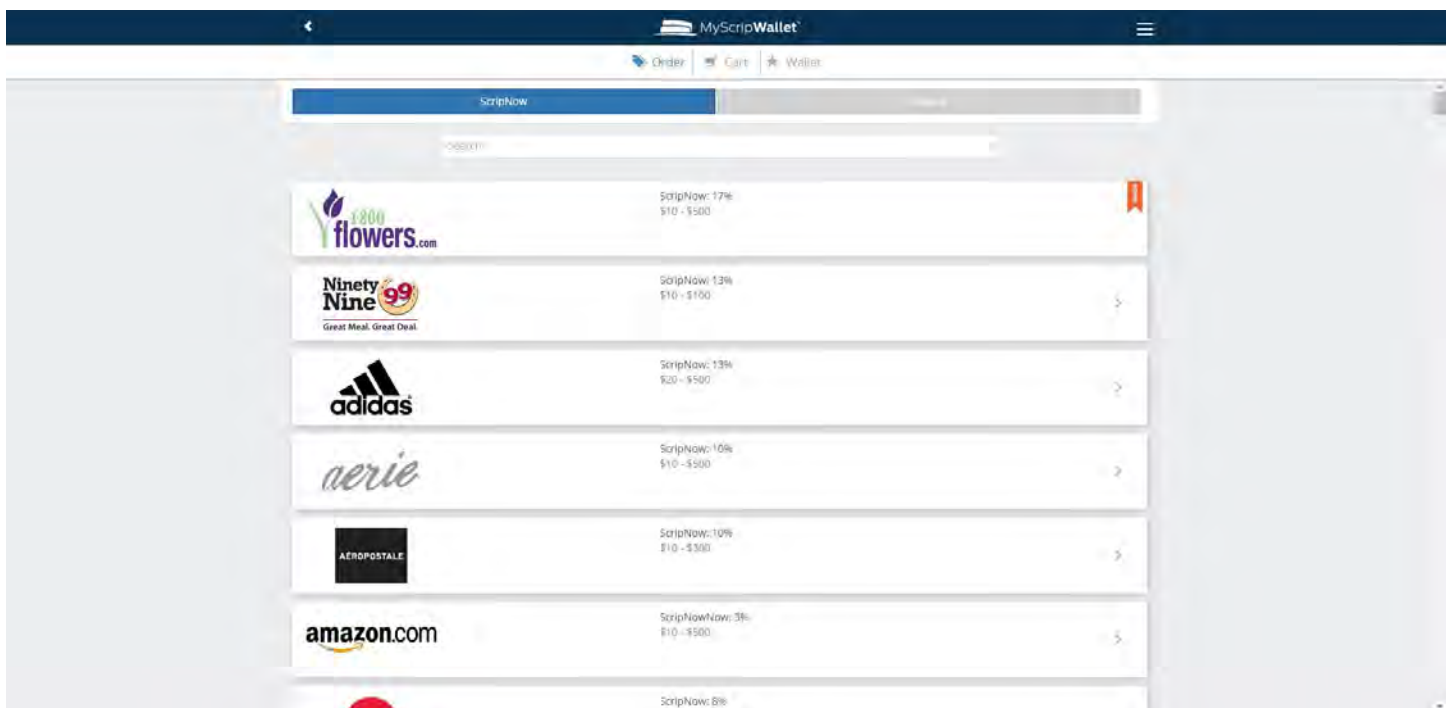 MyScripWallet
Order Cart Wallet
ScripNow
Search
1800
flowers.com
ScripNow: 17%
$10 - $500
Ninety
Nine 99
Great Meal. Great Deal.
ScripNow: 13%
$10 - $100
adidas
ScripNow: 13%
$20 - $500
aerie
ScripNow: 10%
$10 - $500
AÉROPOSTALE
ScripNow: 10%
$10 - $300
amazon.com
ScripNowNow: 3%
$10 - $500
ScripNow: 8%